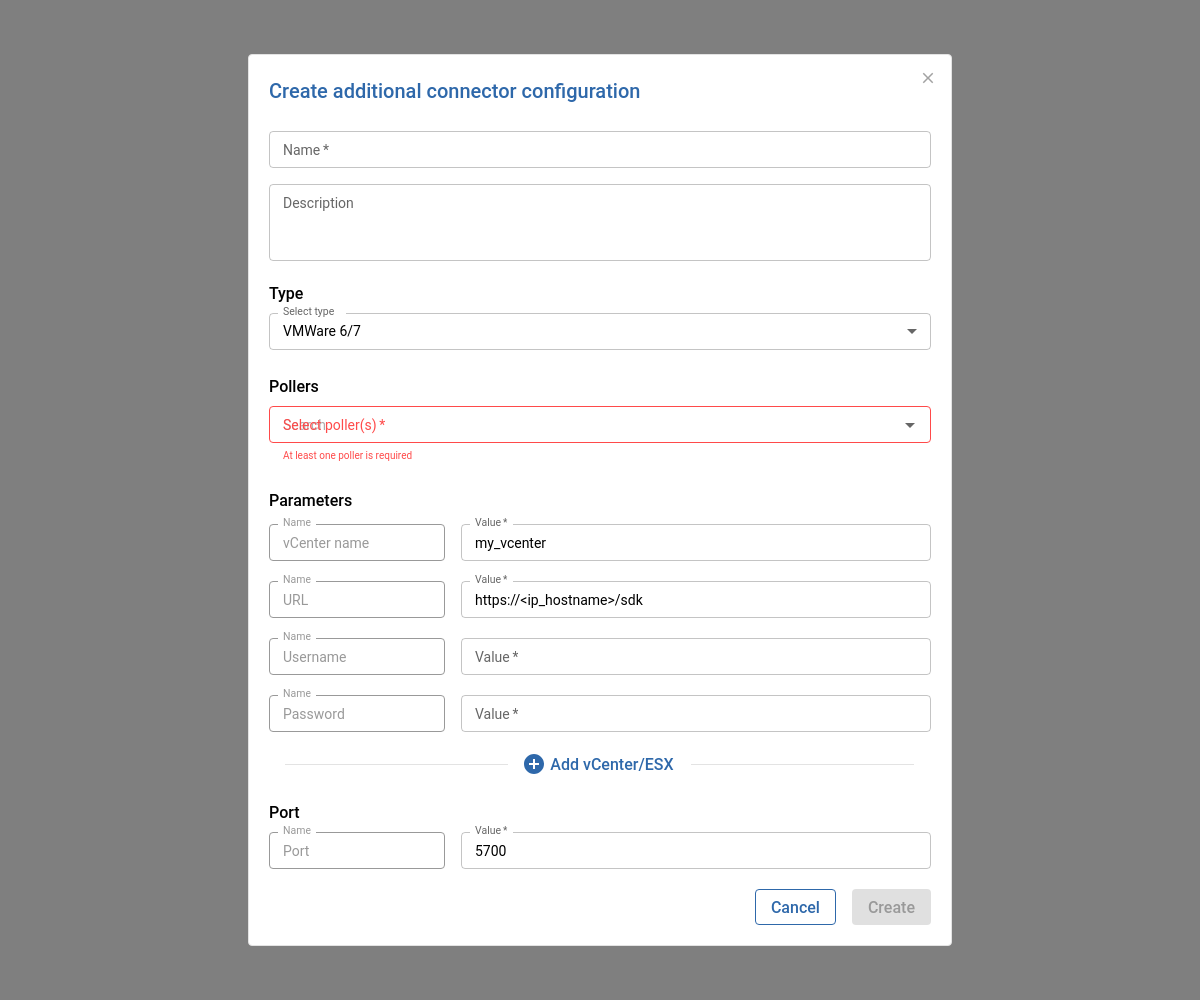 Create additional connector configuration
Name *
Description
Type
Select type
VMWare 6/7
Pollers
Select poller(s) *
At least one poller is required
Parameters
Name
vCenter name
Value *
my_vcenter
Name
URL
Value *
https://<ip_hostname>/sdk
Name
Username
Value *
Name
Password
Value *
Add vCenter/ESX
Port
Name
Port
Value *
5700
Cancel
Create